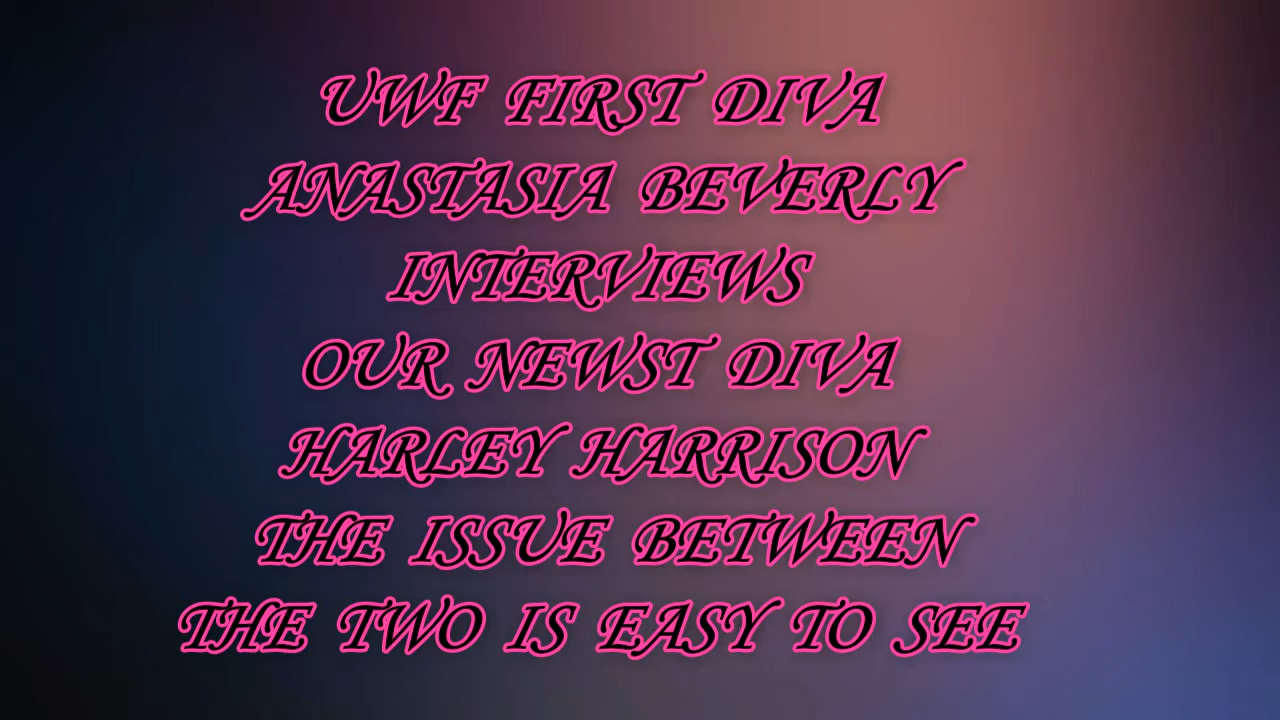 UWF FIRST DIVA
ANASTASIA BEVERLY
INTERVIEWS
OUR NEWST DIVA
HARLEY HARRISON
THE ISSUE BETWEEN
THE TWO IS EASY TO SEE